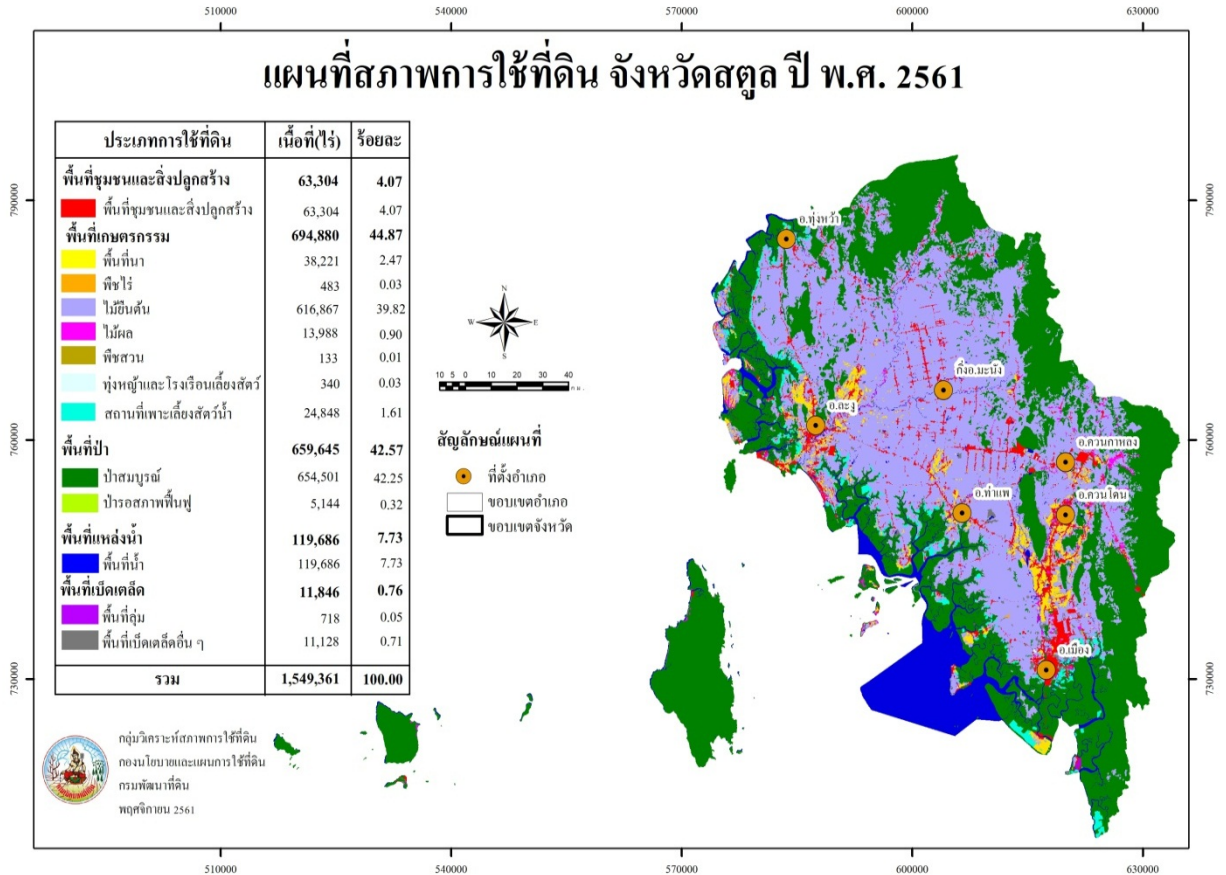 510000 540000 570000 600000 630000
แผนที่สภาพการใช้ที่ดิน จังหวัดสตูล ปี พ.ศ. 2561
ประเภทการใช้ที่ดิน เนื้อที่(ไร่) ร้อยละ
พื้นที่ชุมชนและสิ่งปลูกสร้าง 63,304 4.07
พื้นที่ชุมชนและสิ่งปลูกสร้าง 63,304 4.07
พื้นที่เกษตรกรรม 694,880 44.87
พื้นที่นา 38,221 2.47
พืชไร่ 483 0.03
ไม้ยืนต้น 616,867 39.82
ไม้ผล 13,988 0.90
พืชสวน 133 0.01
ทุ่งหญ้าและโรงเรือนเลี้ยงสัตว์ 340 0.03
สถานที่เพาะเลี้ยงสัตว์น้ำ 24,848 1.61
พื้นที่ป่า 659,645 42.57
ป่าสมบูรณ์ 654,501 42.25
ป่ารอสภาพฟื้นฟู 5,144 0.32
พื้นที่แหล่งน้ำ 119,686 7.73
พื้นที่น้ำ 119,686 7.73
พื้นที่เบ็ดเตล็ด 11,846 0.76
พื้นที่ลุ่ม 718 0.05
พื้นที่เบ็ดเตล็ดอื่น ๆ 11,128 0.71
รวม 1,549,361 100.00
กลุ่มวิเคราะห์สภาพการใช้ที่ดิน
กองนโยบายและแผนการใช้ที่ดิน
กรมพัฒนาที่ดิน
พฤศจิกายน 2561
N
W E
S
10 5 0 10 20 30 40
กม.
สัญลักษณ์แผนที่
ที่ตั้งอำเภอ
ขอบเขตอำเภอ
ขอบเขตจังหวัด
อ.ทุ่งหว้า
กิ่งอ.มะนัง
อ.ละงู
อ.ควนกาหลง
อ.ท่าแพ
อ.ควนโดน
อ.เมือง
790000
760000
730000
790000
760000
730000
510000 540000 570000 600000 630000